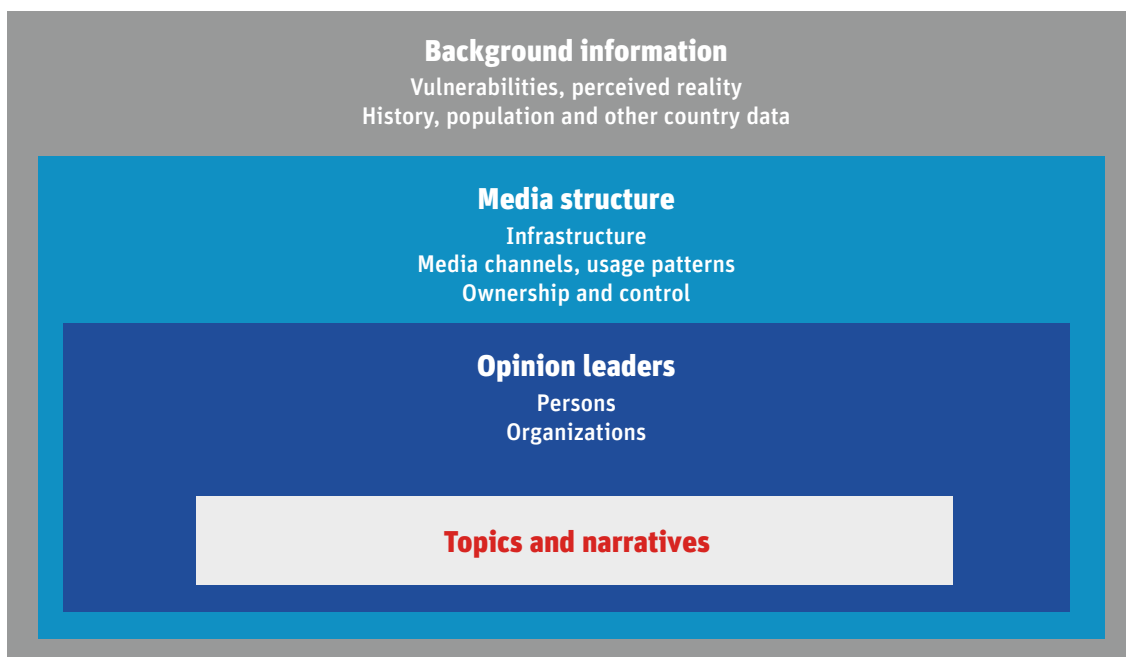 Background information
Vulnerabilities, perceived reality
History, population and other country data
Media structure
Infrastructure
Media channels, usage patterns
Ownership and control
Opinion leaders
Persons
Organizations
Topics and narratives